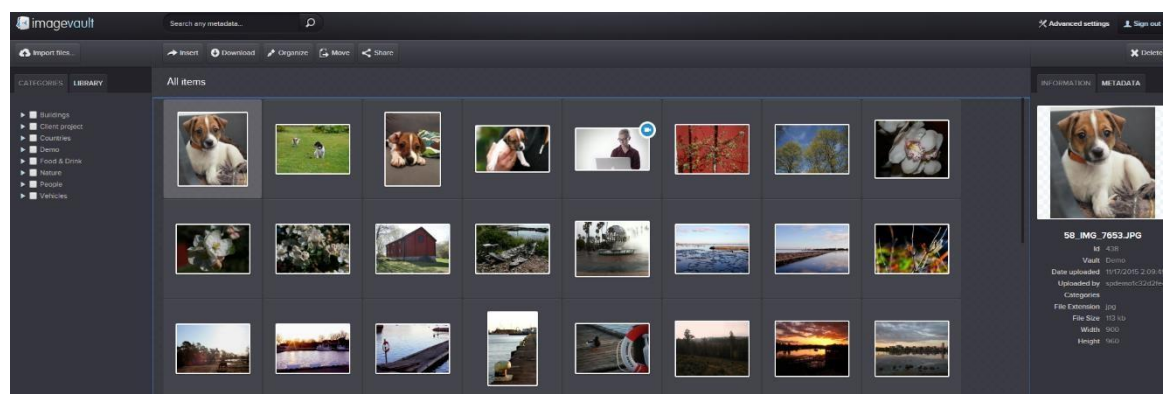 imagevault
Search any metadata...
Advanced settings
Sign out
Import files...
Insert
Download
Organize
Move
Share
Delete
CATEGORIES
LIBRARY
All items
INFORMATION
METADATA
Buildings
Client project
Countries
Demo
Food & Drink
Nature
People
Vehicles
58_IMG_7653.JPG
Id 438
Vault Demo
Date uploaded 11/17/2015 2:09:4
Uploaded by
Categories
File Extension jpg
File Size 113 kb
Width 900
Height 960